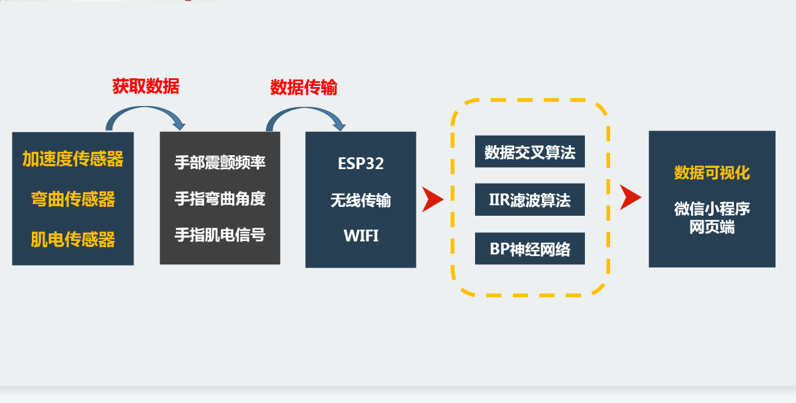 获取数据
数据传输
加速度传感器
弯曲传感器
肌电传感器
手部震颤频率
手指弯曲角度
手指肌电信号
ESP32
无线传输
WIFI
数据交叉算法
IIR滤波算法
BP神经网络
数据可视化
微信小程序
网页端